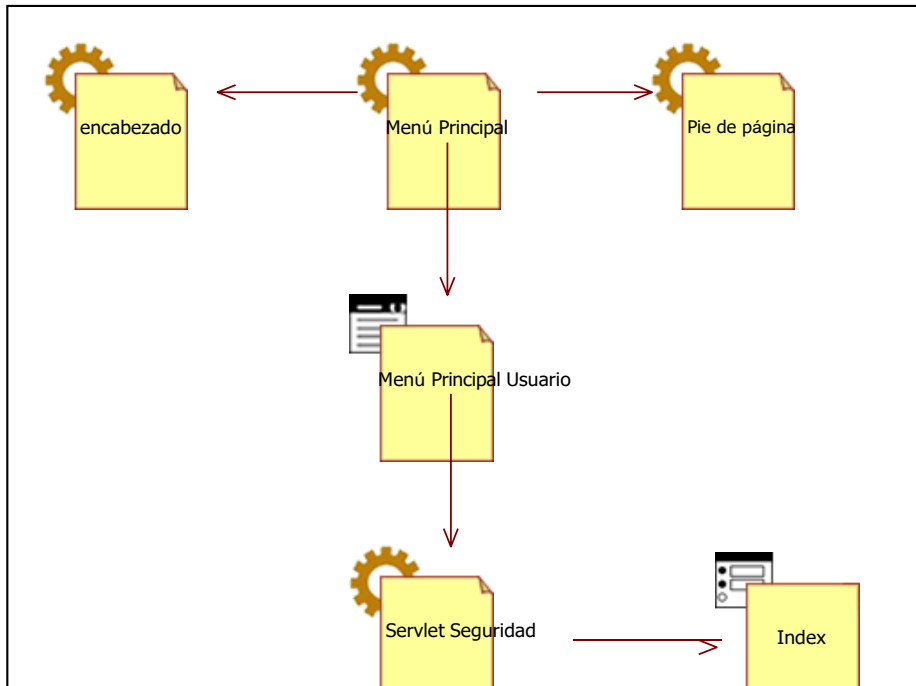 encabezado
Menú Principal
Pie de página
Menú Principal Usuario
Servlet Seguridad
Index